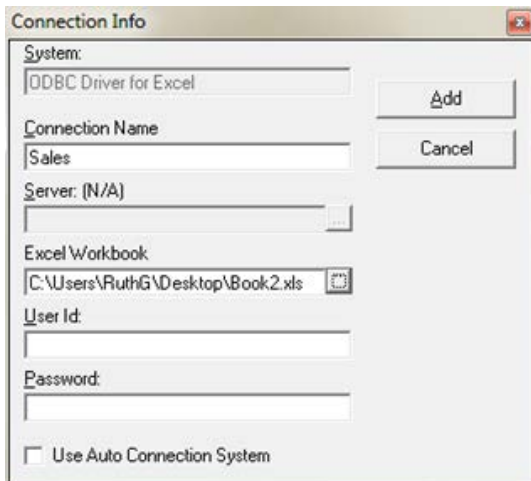 Connection Info
System:
ODBC Driver for Excel
Add
Connection Name
Sales
Cancel
Server: (N/A)
...
Excel Workbook
C:\Users\RuthG\Desktop\Book2.xls
User Id:
Password:
Use Auto Connection System